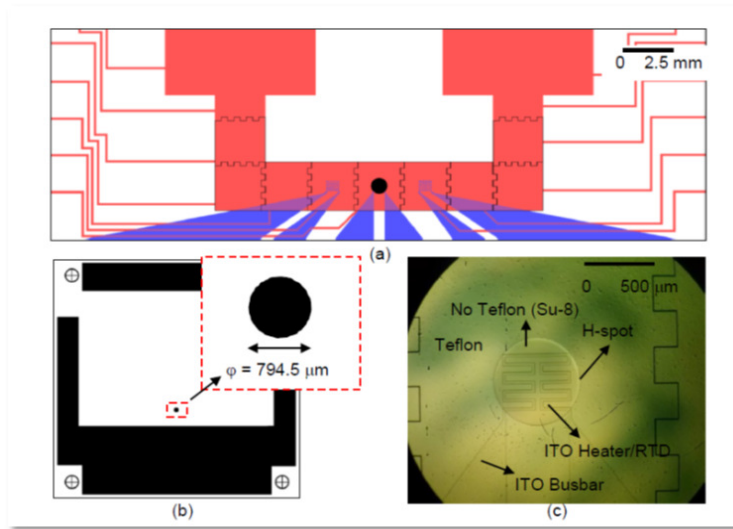 0 2.5 mm
(a)
φ = 794.5 μm
(b)
0 500 μm
No Teflon (Su-8)
H-spot
Teflon
ITO Heater/RTD
ITO Busbar
(c)